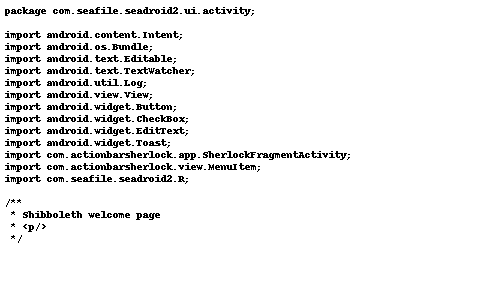 package com.seafile.seadroid2.ui.activity;

import android.content.Intent;
import android.os.Bundle;
import android.text.Editable;
import android.text.TextWatcher;
import android.util.Log;
import android.view.View;
import android.widget.Button;
import android.widget.CheckBox;
import android.widget.EditText;
import android.widget.Toast;
import com.actionbarsherlock.app.SherlockFragmentActivity;
import com.actionbarsherlock.view.MenuItem;
import com.seafile.seadroid2.R;

/**
 * Shibboleth welcome page
 * <p/>
 */